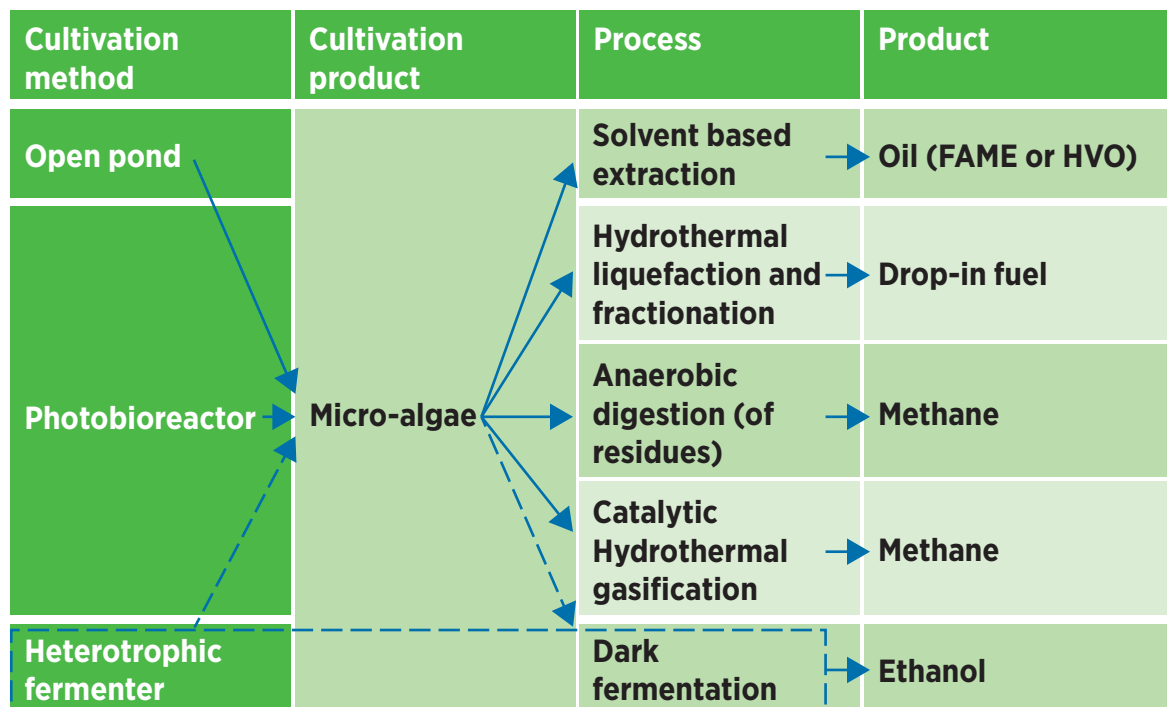 Cultivation
method
Cultivation
product
Process
Product
Open pond
Solvent based
extraction
Oil (FAME or HVO)
Hydrothermal
liquefaction and
fractionation
Drop-in fuel
Photobioreactor
Micro-algae
Anaerobic
digestion (of
residues)
Methane
Catalytic
Hydrothermal
gasification
Methane
Heterotrophic
fermenter
Dark
fermentation
Ethanol